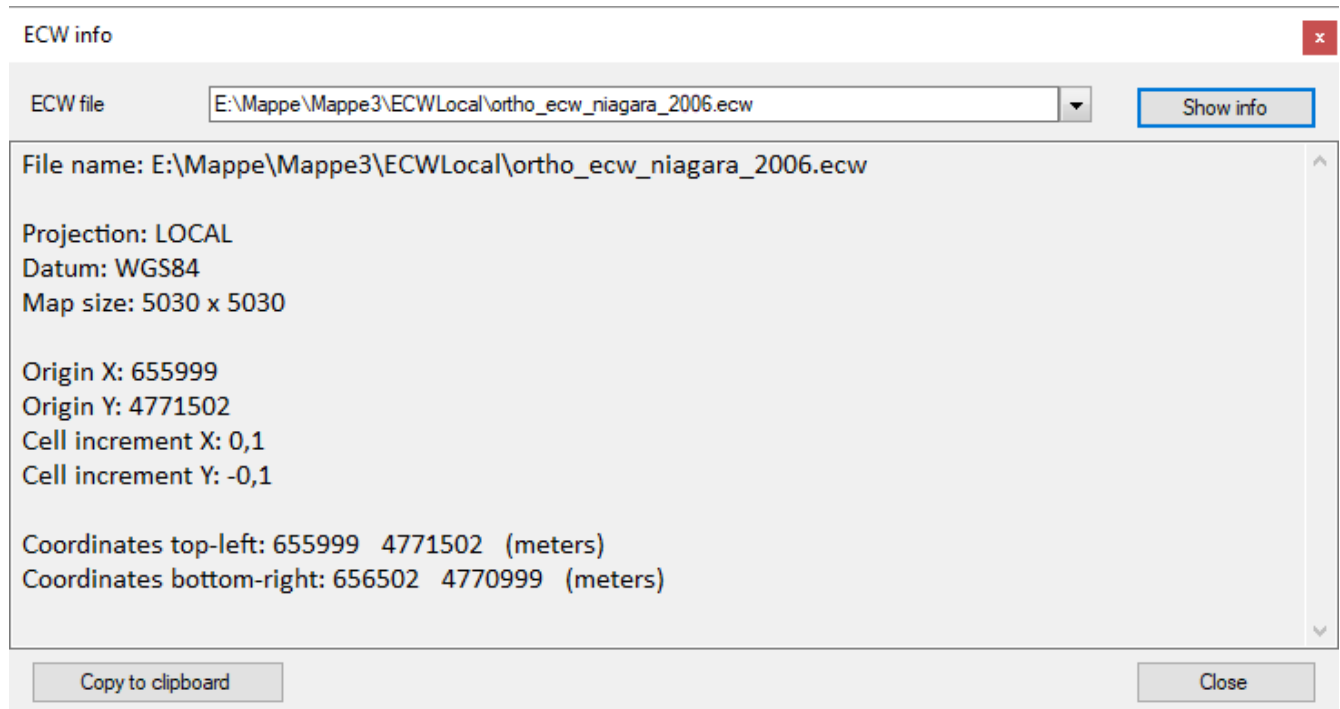 ECW info
x
ECW file E:\Mappe\Mappe3\ECWLocal\ortho_ecw_niagara_2006.ecw Show info
File name: E:\Mappe\Mappe3\ECWLocal\ortho_ecw_niagara_2006.ecw
Projection: LOCAL
Datum: WGS84
Map size: 5030 x 5030
Origin X: 655999
Origin Y: 4771502
Cell increment X: 0,1
Cell increment Y: -0,1
Coordinates top-left: 655999 4771502 (meters)
Coordinates bottom-right: 656502 4770999 (meters)
Copy to clipboard Close